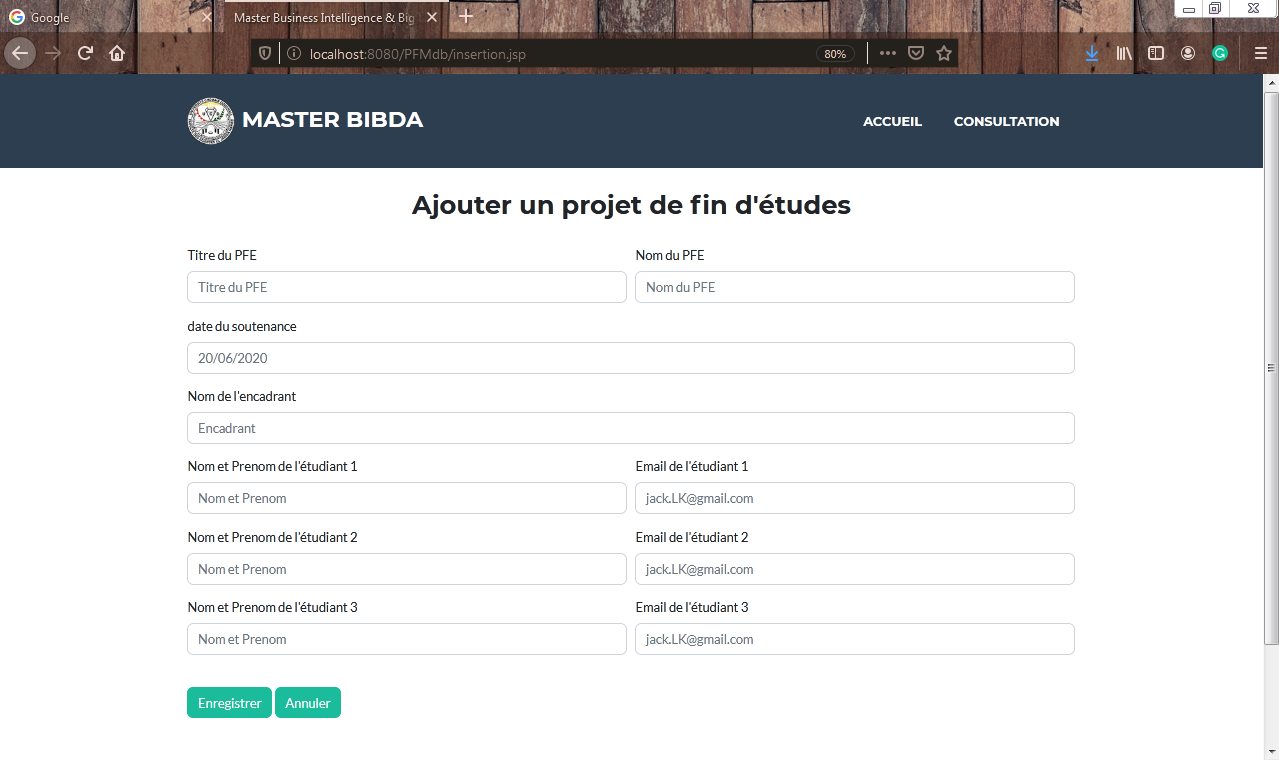 Google
Master Business Intelligence & Big
localhost:8080/PFMdb/insertion.jsp
80%
MASTER BIBDA
ACCUEIL
CONSULTATION
Ajouter un projet de fin d'études
Titre du PFE
Nom du PFE
Titre du PFE
Nom du PFE
date du soutenance
20/06/2020
Nom de l'encadrant
Encadrant
Nom et Prenom de l'étudiant 1
Email de l'étudiant 1
Nom et Prenom
jack.LK@gmail.com
Nom et Prenom de l'étudiant 2
Email de l'étudiant 2
Nom et Prenom
jack.LK@gmail.com
Nom et Prenom de l'étudiant 3
Email de l'étudiant 3
Nom et Prenom
jack.LK@gmail.com
Enregistrer
Annuler